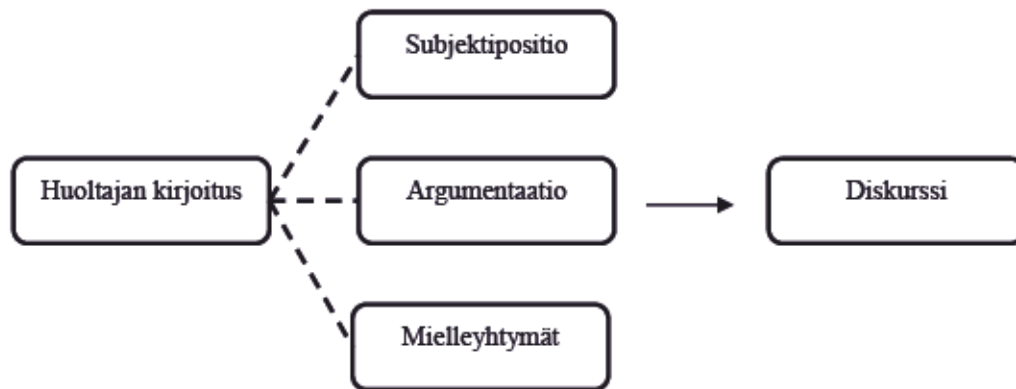 Subjektipositio
Huoltajan kirjoitus
Argumentaatio
Diskurssi
Mielleyhtymät